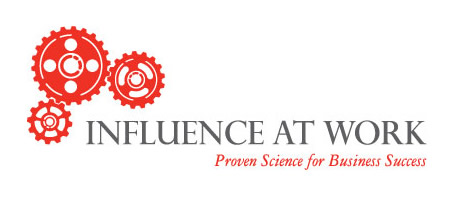 INFLUENCE AT WORK
Proven Science for Business Success